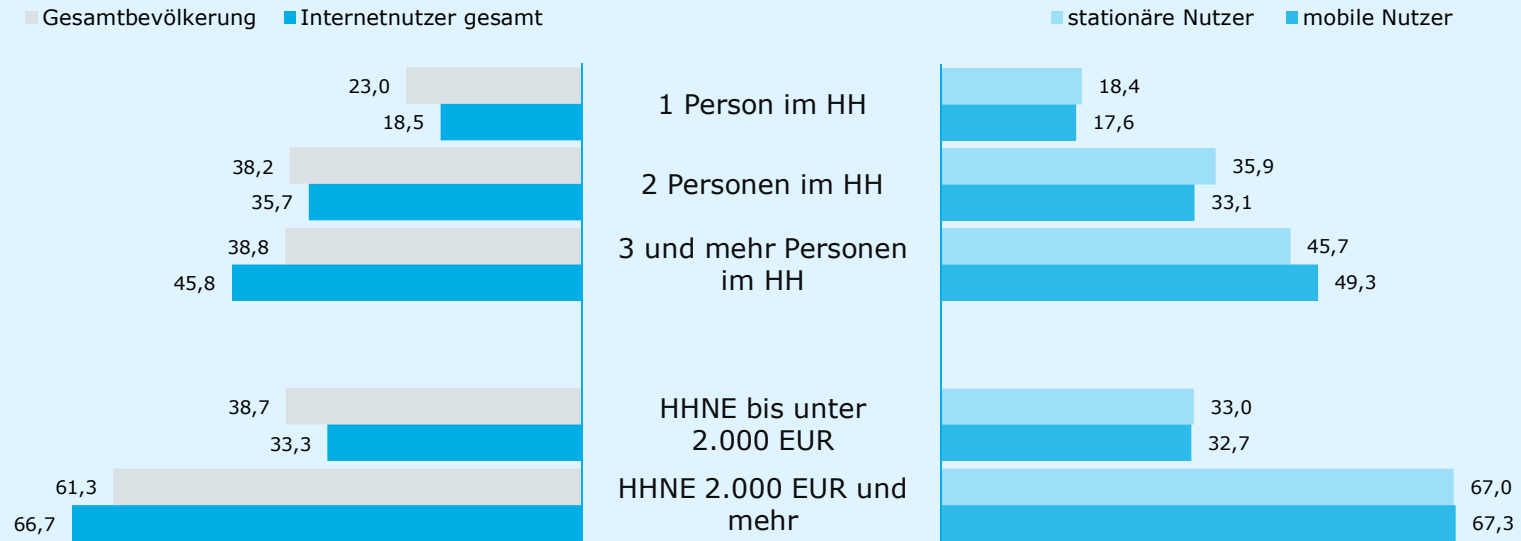 Gesamtbevölkerung Internetnutzer gesamt stationäre Nutzer mobile Nutzer
23,0 1 Person im HH 18,4
18,5 17,6
38,2 2 Personen im HH 35,9
35,7 33,1
38,8 3 und mehr Personen 45,7
45,8 im HH 49,3
38,7 HHNE bis unter 33,0
33,3 2.000 EUR 32,7
61,3 HHNE 2.000 EUR und 67,0
66,7 mehr 67,3